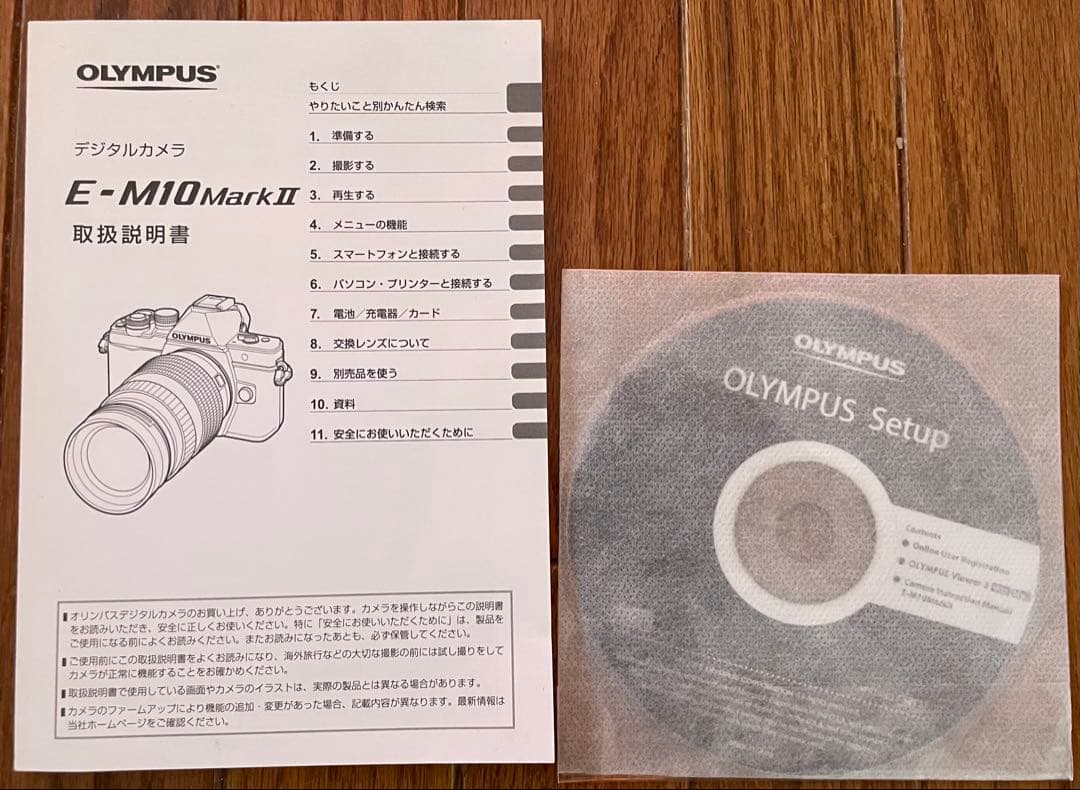 OLYMPUS
デジタルカメラ
E-M10 Mark II
取扱説明書
もくじ
やりたいこと別かんたん検索
1. 準備する
2. 撮影する
3. 再生する
4. メニューの機能
5. スマートフォンと接続する
6. パソコン・プリンターと接続する
7. 電池／充電器／カード
8. 交換レンズについて
9. 別売品を使う
10. 資料
11. 安全にお使いいただくために
OLYMPUS
■ オリンパスデジタルカメラのお買い上げ、ありがとうございます。カメラを操作しながらこの説明書
をお読みいただき、安全に正しくお使いください。特に「安全にお使いいただくために」は、製品を
ご使用になる前によくお読みください。またお読みになったあとも、必ず保管してください。
■ ご使用前にこの取扱説明書をよくお読みになり、海外旅行などの大切な撮影の前には試し撮りをして
カメラが正常に機能することをお確かめください。
■ 取扱説明書で使用している画面やカメラのイラストは、実際の製品とは異なる場合があります。
■ カメラのファームアップにより機能の追加・変更があった場合、記載内容が異なります。最新情報は
当社ホームページをご確認ください。
OLYMPUS
OLYMPUS Setup
Contents
● Online User Registration
● OLYMPUS Viewer 3
● Camera Instruction Manual